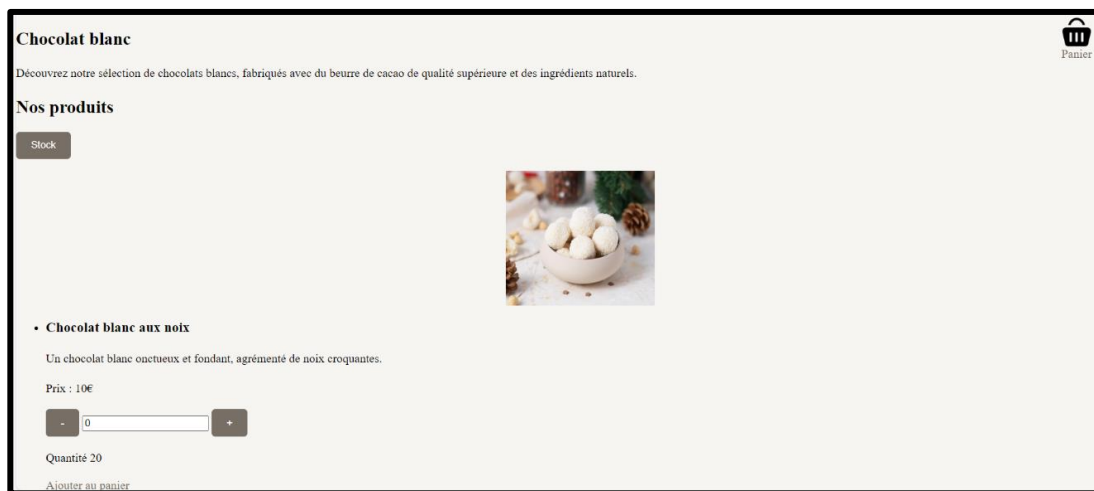 Chocolat blanc
Panier
Découvrez notre sélection de chocolats blancs, fabriqués avec du beurre de cacao de qualité supérieure et des ingrédients naturels.
Nos produits
Stock
• Chocolat blanc aux noix
Un chocolat blanc onctueux et fondant, agrémenté de noix croquantes.
Prix : 10€
- 0 +
Quantité 20
Ajouter au panier